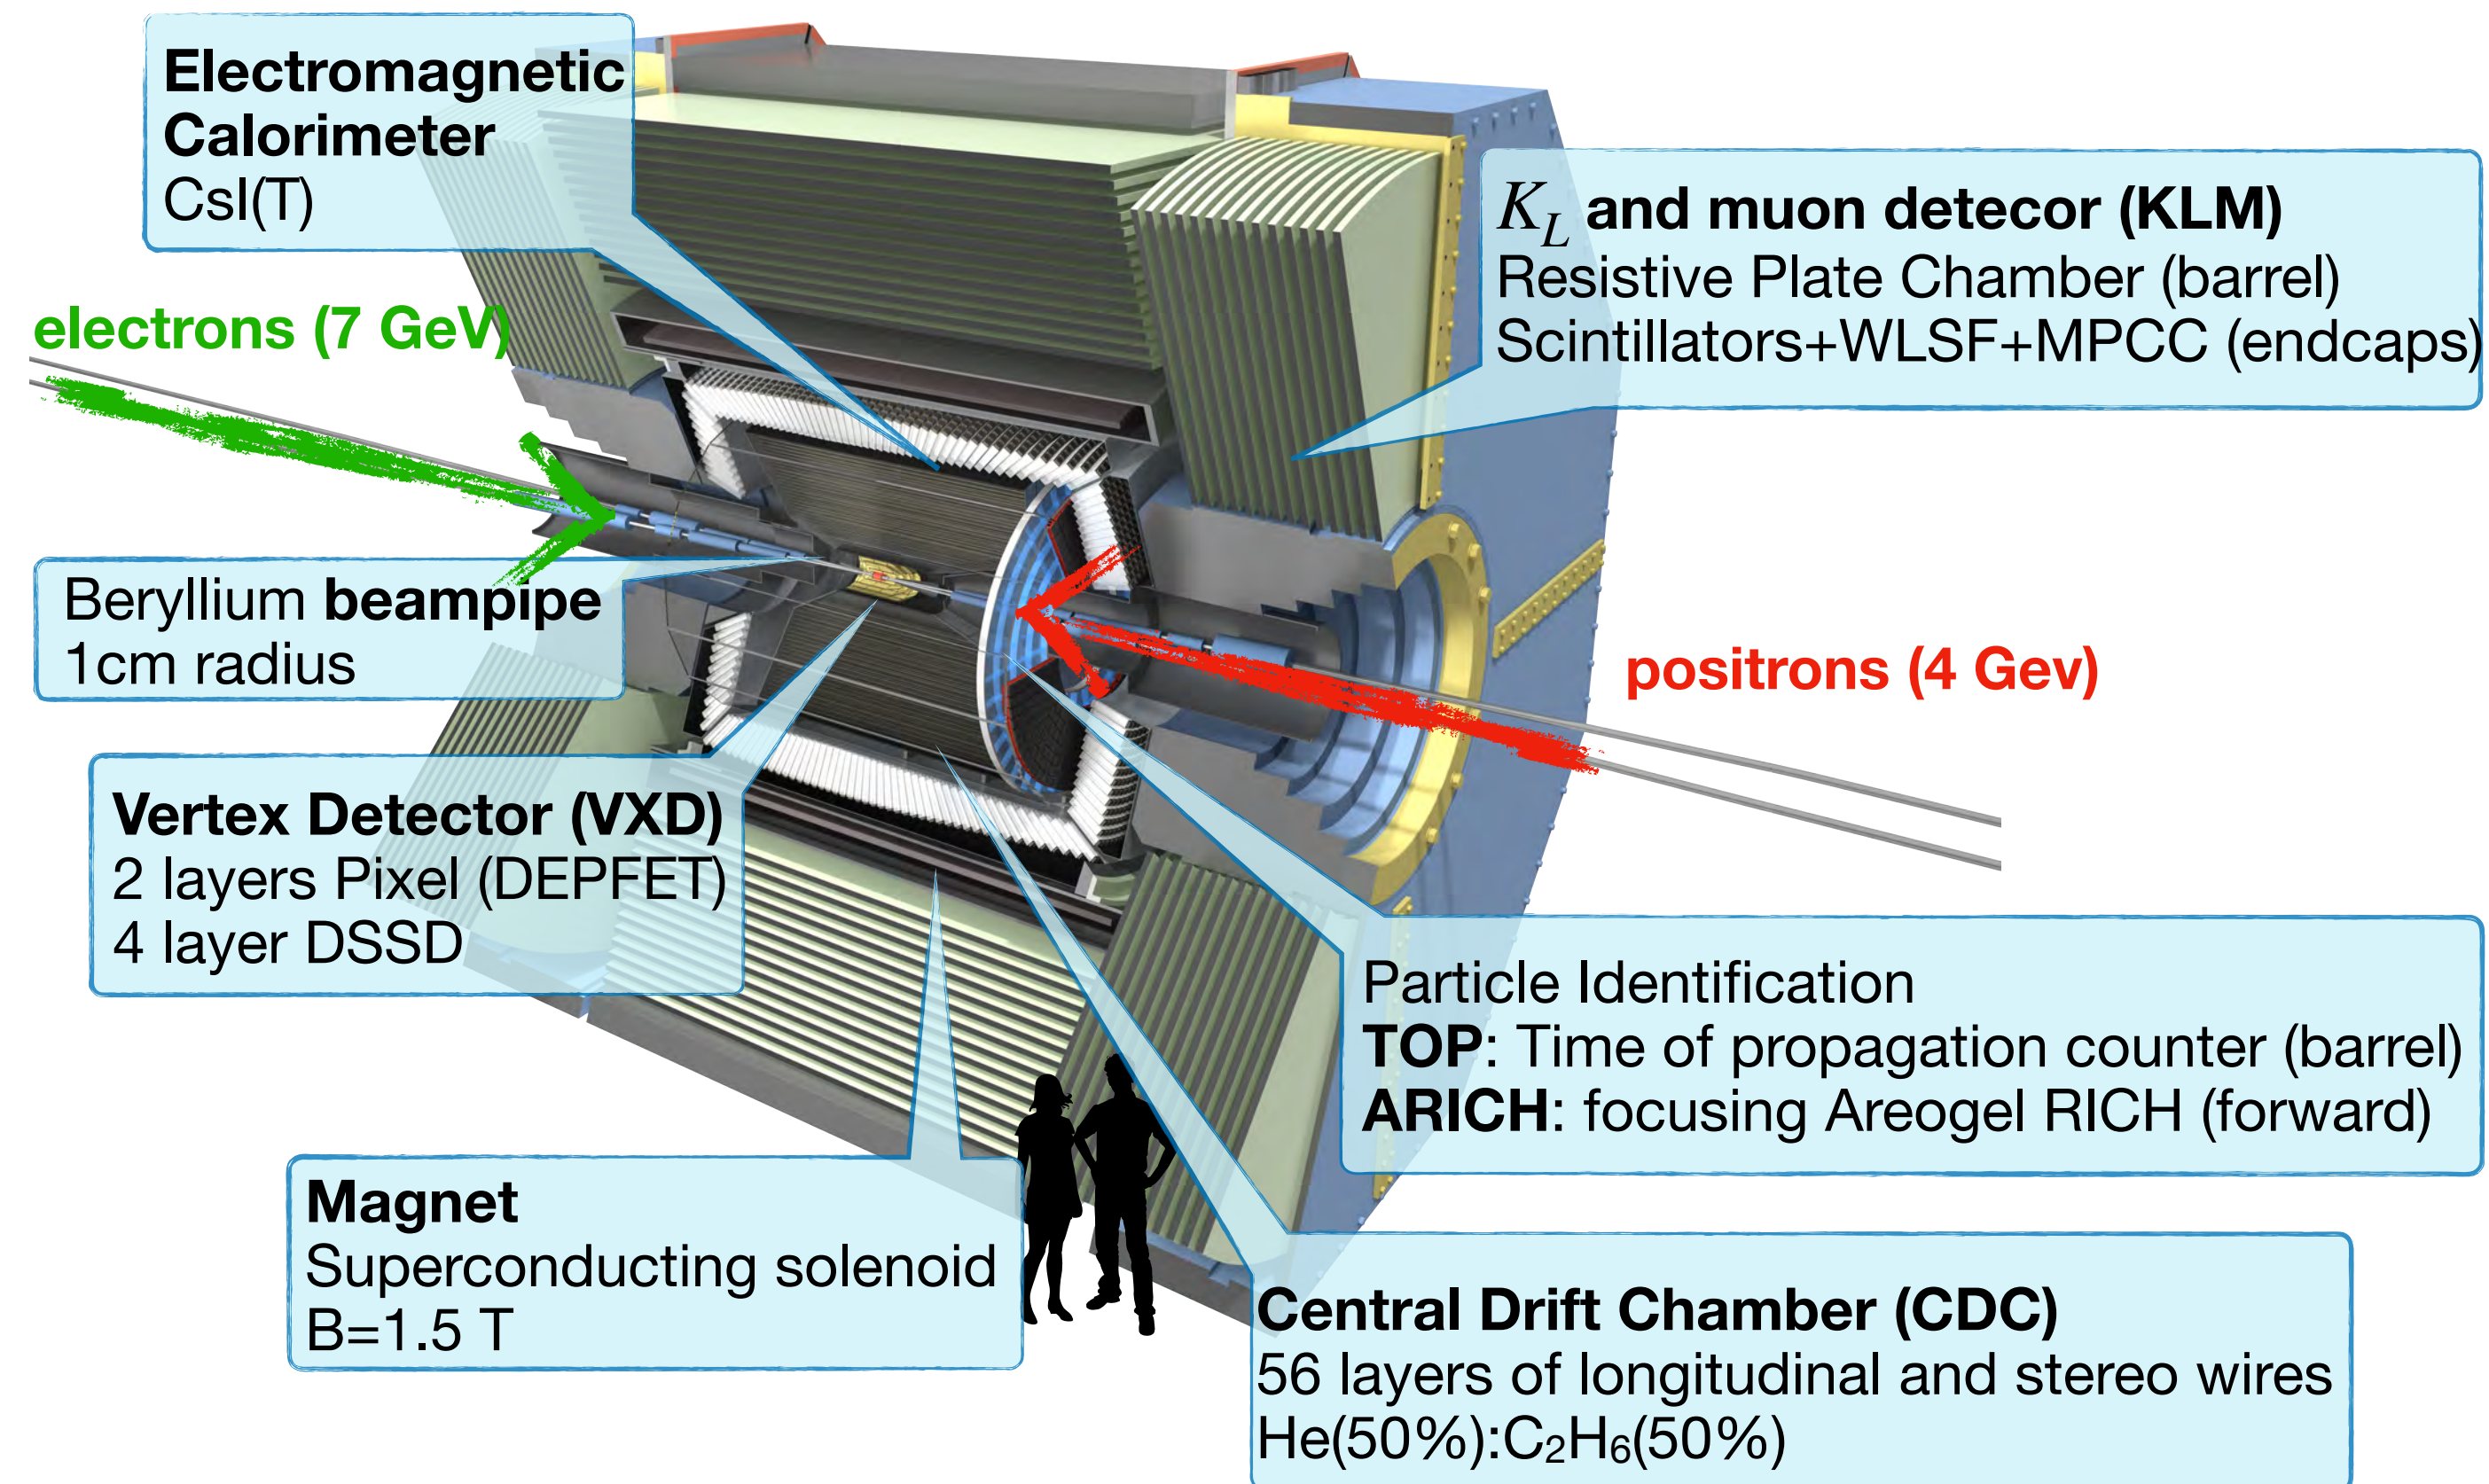 Electromagnetic
Calorimeter
CsI(T)
K_L and muon detecor (KLM)
Resistive Plate Chamber (barrel)
Scintillators+WLSF+MPCC (endcaps)
electrons (7 GeV)
Beryllium beampipe
1cm radius
positrons (4 Gev)
Vertex Detector (VXD)
2 layers Pixel (DEPFET)
4 layer DSSD
Particle Identification
TOP: Time of propagation counter (barrel)
ARICH: focusing Areogel RICH (forward)
Magnet
Superconducting solenoid
B=1.5 T
Central Drift Chamber (CDC)
56 layers of longitudinal and stereo wires
He(50%):C₂H₆(50%)